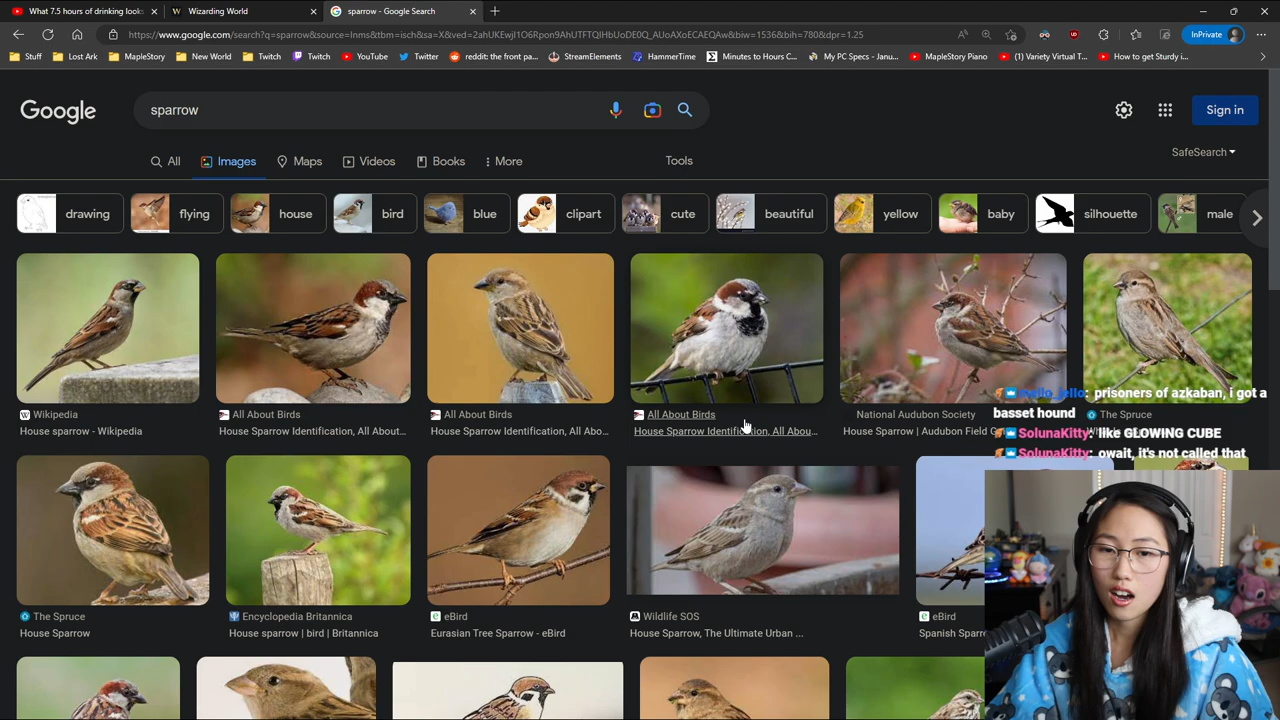 What 7.5 hours of drinking looks
Wizarding World
sparrow - Google Search
https://www.google.com/search?q=sparrow&source=lnms&tbm=isch&sa=X&ved=2ahUKEwjI1O6Rpon9AhUTFTQIHbUoDE0Q_AUoAXoECAEQAw&biw=1536&bih=780&dpr=1.25
InPrivate
Stuff
Lost Ark
MapleStory
New World
Twitch
Twitch
YouTube
Twitter
reddit: the front pa...
StreamElements
HammerTime
Minutes to Hours C...
My PC Specs - Janu...
MapleStory Piano
(1) Variety Virtual T...
How to get Sturdy i...
Google
sparrow
Sign in
All
Images
Maps
Videos
Books
More
Tools
SafeSearch
drawing
flying
house
bird
blue
clipart
cute
beautiful
yellow
baby
silhouette
male
Wikipedia
House sparrow - Wikipedia
All About Birds
House Sparrow Identification, All About...
All About Birds
House Sparrow Identification, All Abo...
All About Birds
House Sparrow Identification, All Abou...
National Audubon Society
House Sparrow | Audubon Field G
The Spruce
mello_jello: prisoners of azkaban, i got a
basset hound
SolunaKitty: like GLOWING CUBE
SolunaKitty: owait, it's not called that
The Spruce
House Sparrow
Encyclopedia Britannica
House sparrow | bird | Britannica
eBird
Eurasian Tree Sparrow - eBird
Wildlife SOS
House Sparrow, The Ultimate Urban ...
eBird
Spanish Sparr